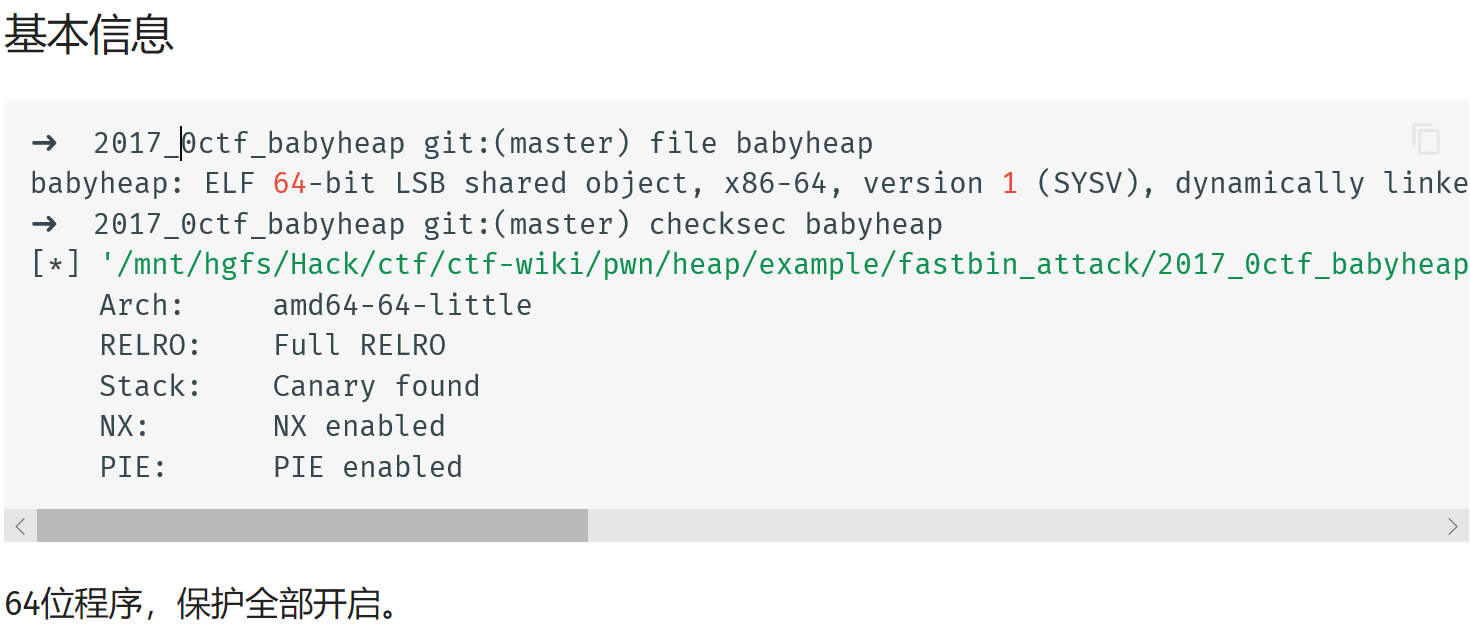 基本信息
➜  2017_0ctf_babyheap git:(master) file babyheap
babyheap: ELF 64-bit LSB shared object, x86-64, version 1 (SYSV), dynamically linke
➜  2017_0ctf_babyheap git:(master) checksec babyheap
[*] '/mnt/hgfs/Hack/ctf/ctf-wiki/pwn/heap/example/fastbin_attack/2017_0ctf_babyheap
    Arch:     amd64-64-little
    RELRO:    Full RELRO
    Stack:    Canary found
    NX:       NX enabled
    PIE:      PIE enabled
64位程序，保护全部开启。